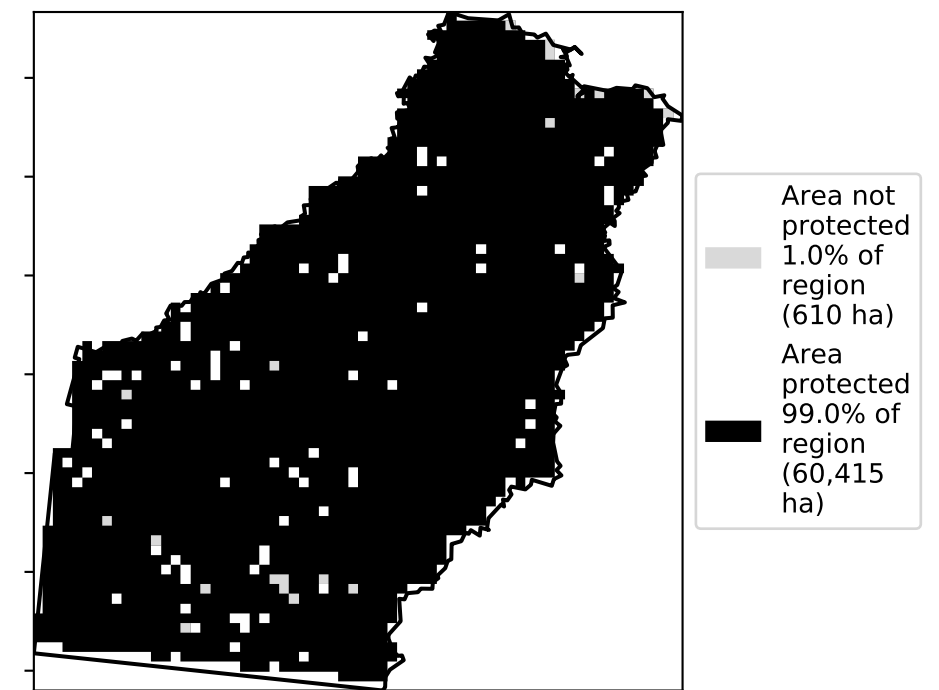 Area not
protected
1.0% of
region
(610 ha)
Area
protected
99.0% of
region
(60,415
ha)